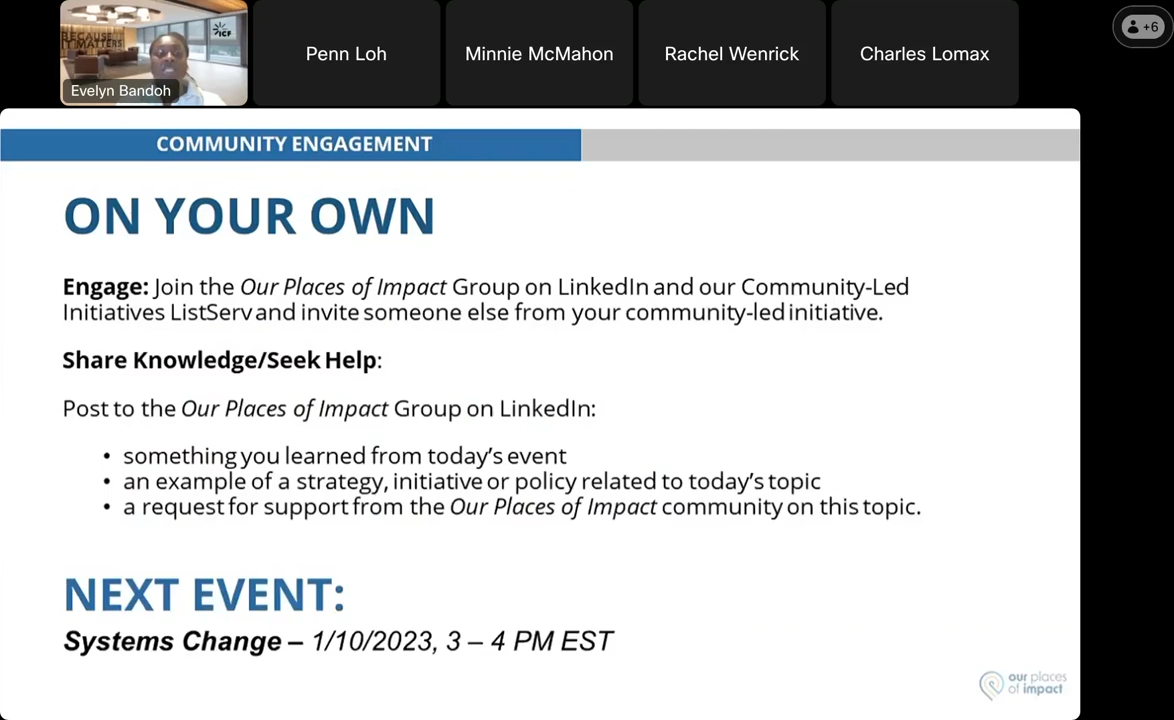 BECAUSE
IT MATTERS
ICF
Evelyn Bandoh
Penn Loh
Minnie McMahon
Rachel Wenrick
Charles Lomax
+6
COMMUNITY ENGAGEMENT
ON YOUR OWN
Engage: Join the Our Places of Impact Group on LinkedIn and our Community-Led
Initiatives ListServ and invite someone else from your community-led initiative.
Share Knowledge/Seek Help:
Post to the Our Places of Impact Group on LinkedIn:
• something you learned from today’s event
• an example of a strategy, initiative or policy related to today’s topic
• a request for support from the Our Places of Impact community on this topic.
NEXT EVENT:
Systems Change – 1/10/2023, 3 – 4 PM EST
our places
of impact